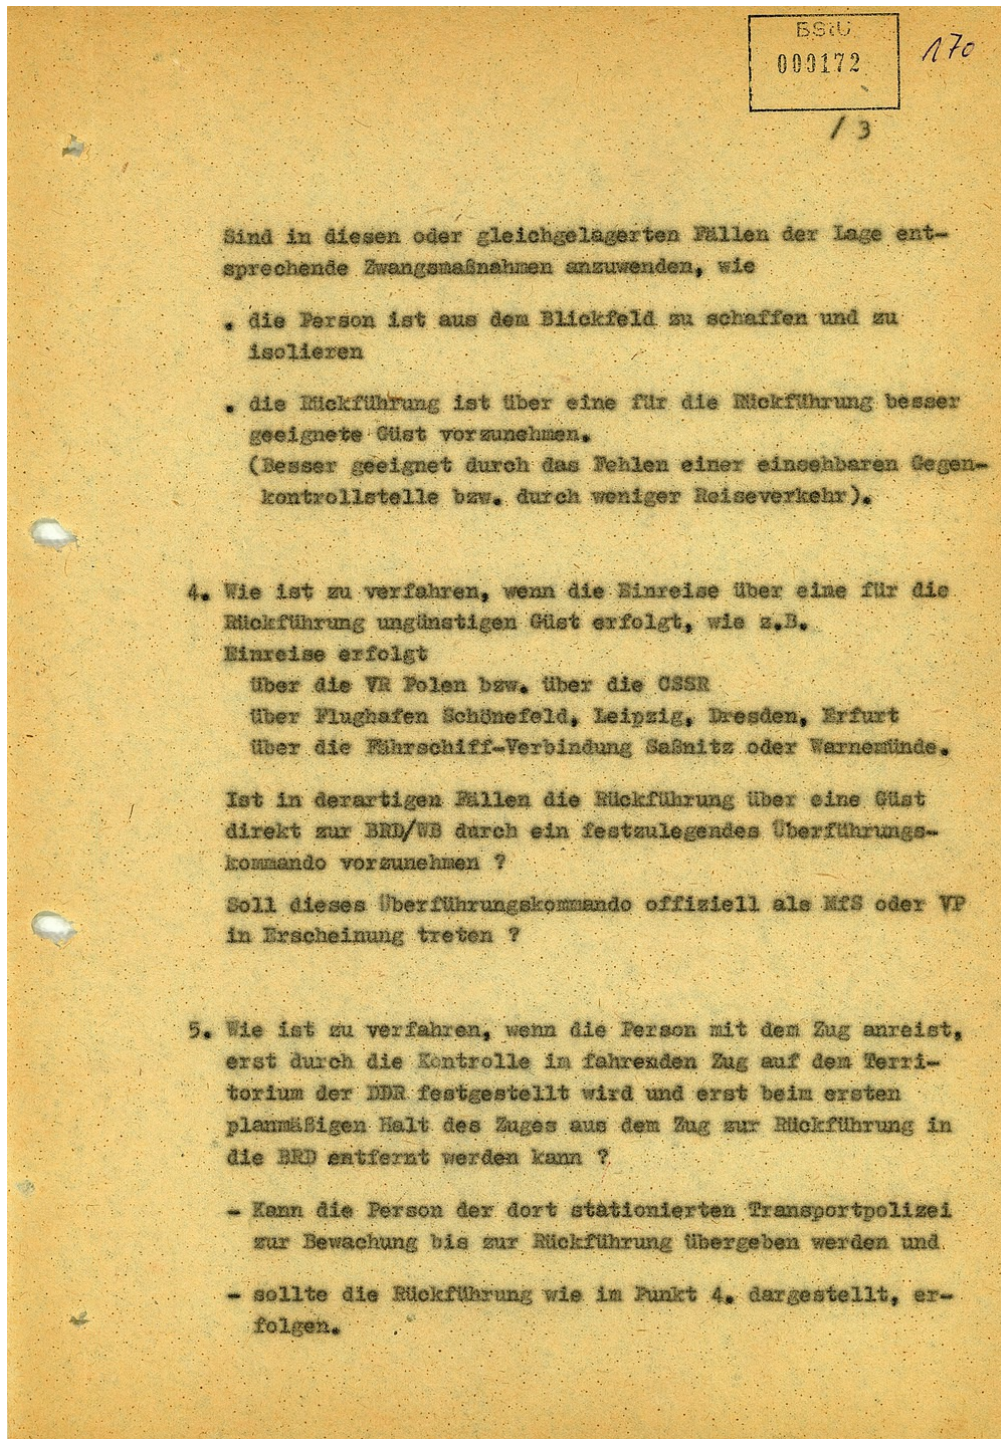 BStU
000172
170
/ 3
Sind in diesen oder gleichgelagerten Fällen der Lage ent-
sprechende Zwangsmaßnahmen anzuwenden, wie
. die Person ist aus dem Blickfeld zu schaffen und zu
isolieren
. die Rückführung ist über eine für die Rückführung besser
geeignete Güst vorzunehmen.
(Besser geeignet durch das Fehlen einer einsehbaren Gegen-
kontrollstelle bzw. durch weniger Reiseverkehr).
4. Wie ist zu verfahren, wenn die Einreise über eine für die
Rückführung ungünstigen Güst erfolgt, wie z.B.
Einreise erfolgt
über die VR Polen bzw. über die CSSR
über Flughafen Schönefeld, Leipzig, Dresden, Erfurt
über die Fährschiff-Verbindung Saßnitz oder Warnemünde.
Ist in derartigen Fällen die Rückführung über eine Güst
direkt zur BRD/WB durch ein festzulegendes Überführungs-
kommando vorzunehmen ?
Soll dieses Überführungskommando offiziell als MfS oder VP
in Erscheinung treten ?
5. Wie ist zu verfahren, wenn die Person mit dem Zug anreist,
erst durch die Kontrolle im fahrenden Zug auf dem Terri-
torium der DDR festgestellt wird und erst beim ersten
planmäßigen Halt des Zuges aus dem Zug zur Rückführung in
die BRD entfernt werden kann ?
- Kann die Person der dort stationierten Transportpolizei
zur Bewachung bis zur Rückführung übergeben werden und
- sollte die Rückführung wie im Punkt 4. dargestellt, er-
folgen.